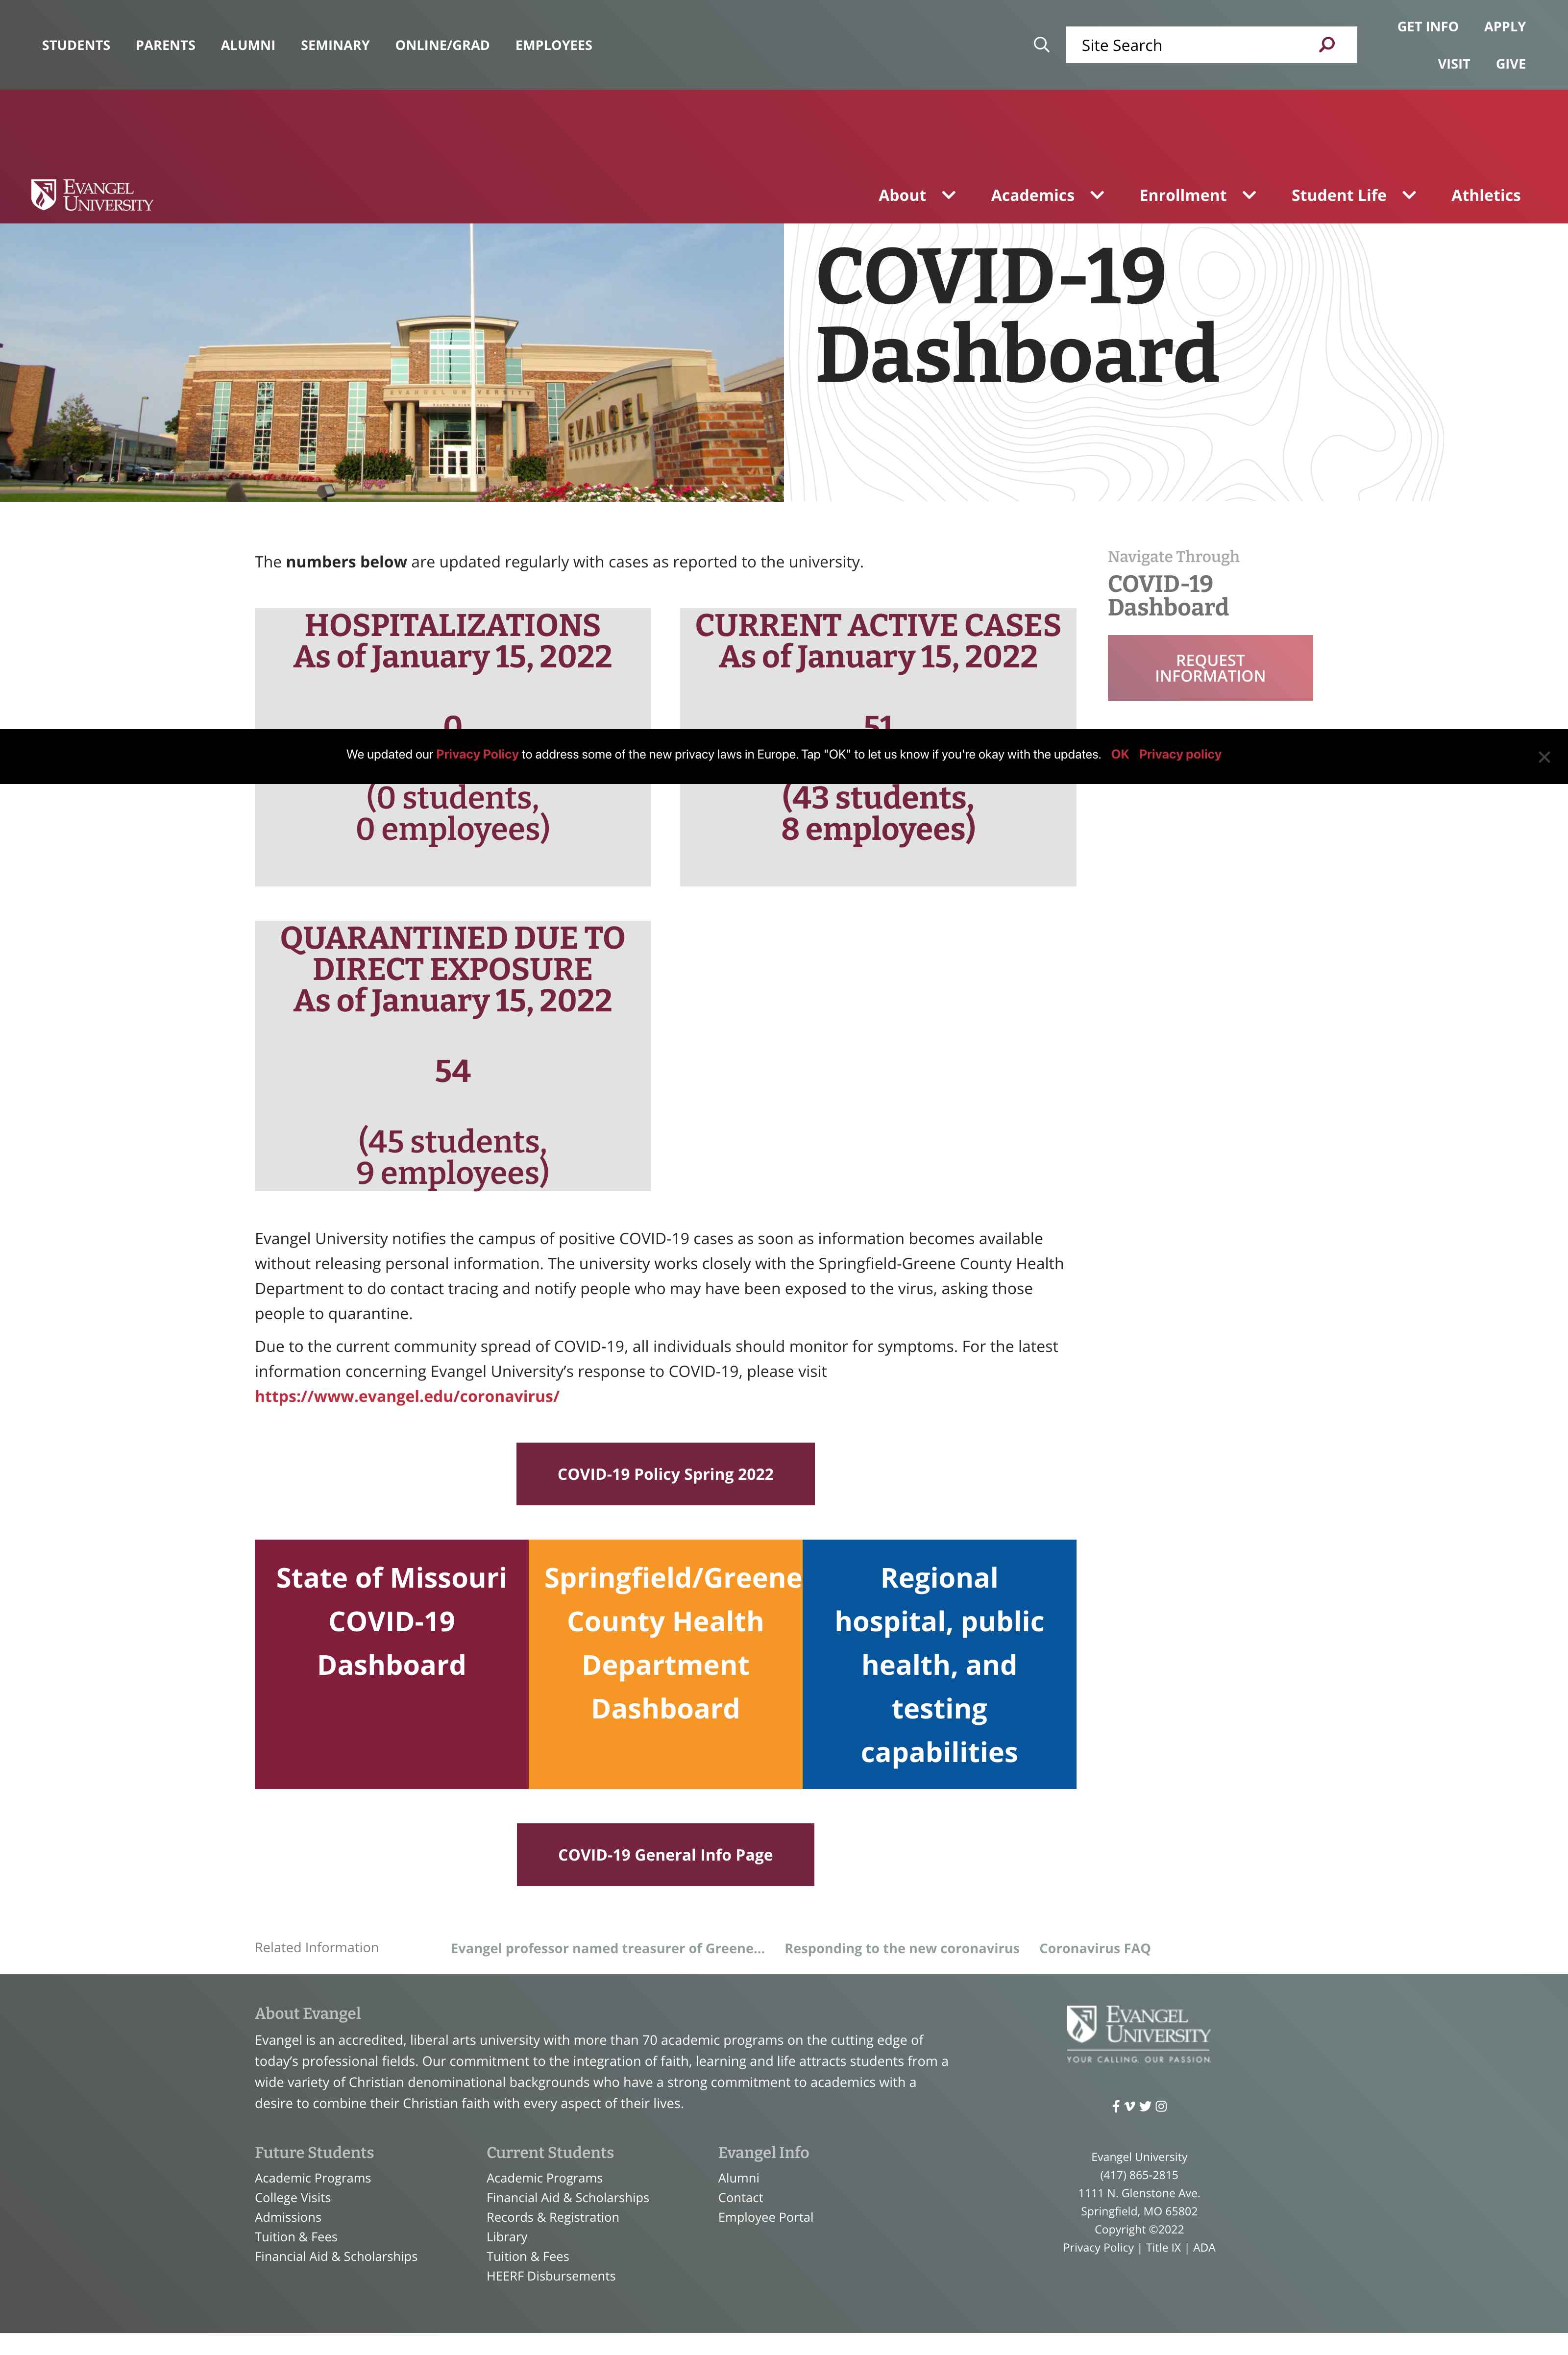 STUDENTS PARENTS ALUMNI SEMINARY ONLINE/GRAD EMPLOYEES
Site Search
GET INFO APPLY
VISIT GIVE
EVANGEL
UNIVERSITY
About Academics Enrollment Student Life Athletics
EVANGEL UNIVERSITY
EVANGEL
UNIVERSITY
COVID-19
Dashboard
The numbers below are updated regularly with cases as reported to the university.
Navigate Through
COVID-19
Dashboard
REQUEST
INFORMATION
HOSPITALIZATIONS
As of January 15, 2022
0
(0 students,
0 employees)
CURRENT ACTIVE CASES
As of January 15, 2022
51
(43 students,
8 employees)
We updated our Privacy Policy to address some of the new privacy laws in Europe. Tap "OK" to let us know if you're okay with the updates. OK Privacy policy
QUARANTINED DUE TO
DIRECT EXPOSURE
As of January 15, 2022
54
(45 students,
9 employees)
Evangel University notifies the campus of positive COVID-19 cases as soon as information becomes available
without releasing personal information. The university works closely with the Springfield-Greene County Health
Department to do contact tracing and notify people who may have been exposed to the virus, asking those
people to quarantine.
Due to the current community spread of COVID-19, all individuals should monitor for symptoms. For the latest
information concerning Evangel University’s response to COVID-19, please visit
https://www.evangel.edu/coronavirus/
COVID-19 Policy Spring 2022
State of Missouri
COVID-19
Dashboard
Springfield/Greene
County Health
Department
Dashboard
Regional
hospital, public
health, and
testing
capabilities
COVID-19 General Info Page
Related Information
Evangel professor named treasurer of Greene... Responding to the new coronavirus Coronavirus FAQ
About Evangel
Evangel is an accredited, liberal arts university with more than 70 academic programs on the cutting edge of
today’s professional fields. Our commitment to the integration of faith, learning and life attracts students from a
wide variety of Christian denominational backgrounds who have a strong commitment to academics with a
desire to combine their Christian faith with every aspect of their lives.
Future Students
Academic Programs
College Visits
Admissions
Tuition & Fees
Financial Aid & Scholarships
Current Students
Academic Programs
Financial Aid & Scholarships
Records & Registration
Library
Tuition & Fees
HEERF Disbursements
Evangel Info
Alumni
Contact
Employee Portal
EVANGEL
UNIVERSITY
YOUR CALLING. OUR PASSION.
Evangel University
(417) 865-2815
1111 N. Glenstone Ave.
Springfield, MO 65802
Copyright ©2022
Privacy Policy | Title IX | ADA